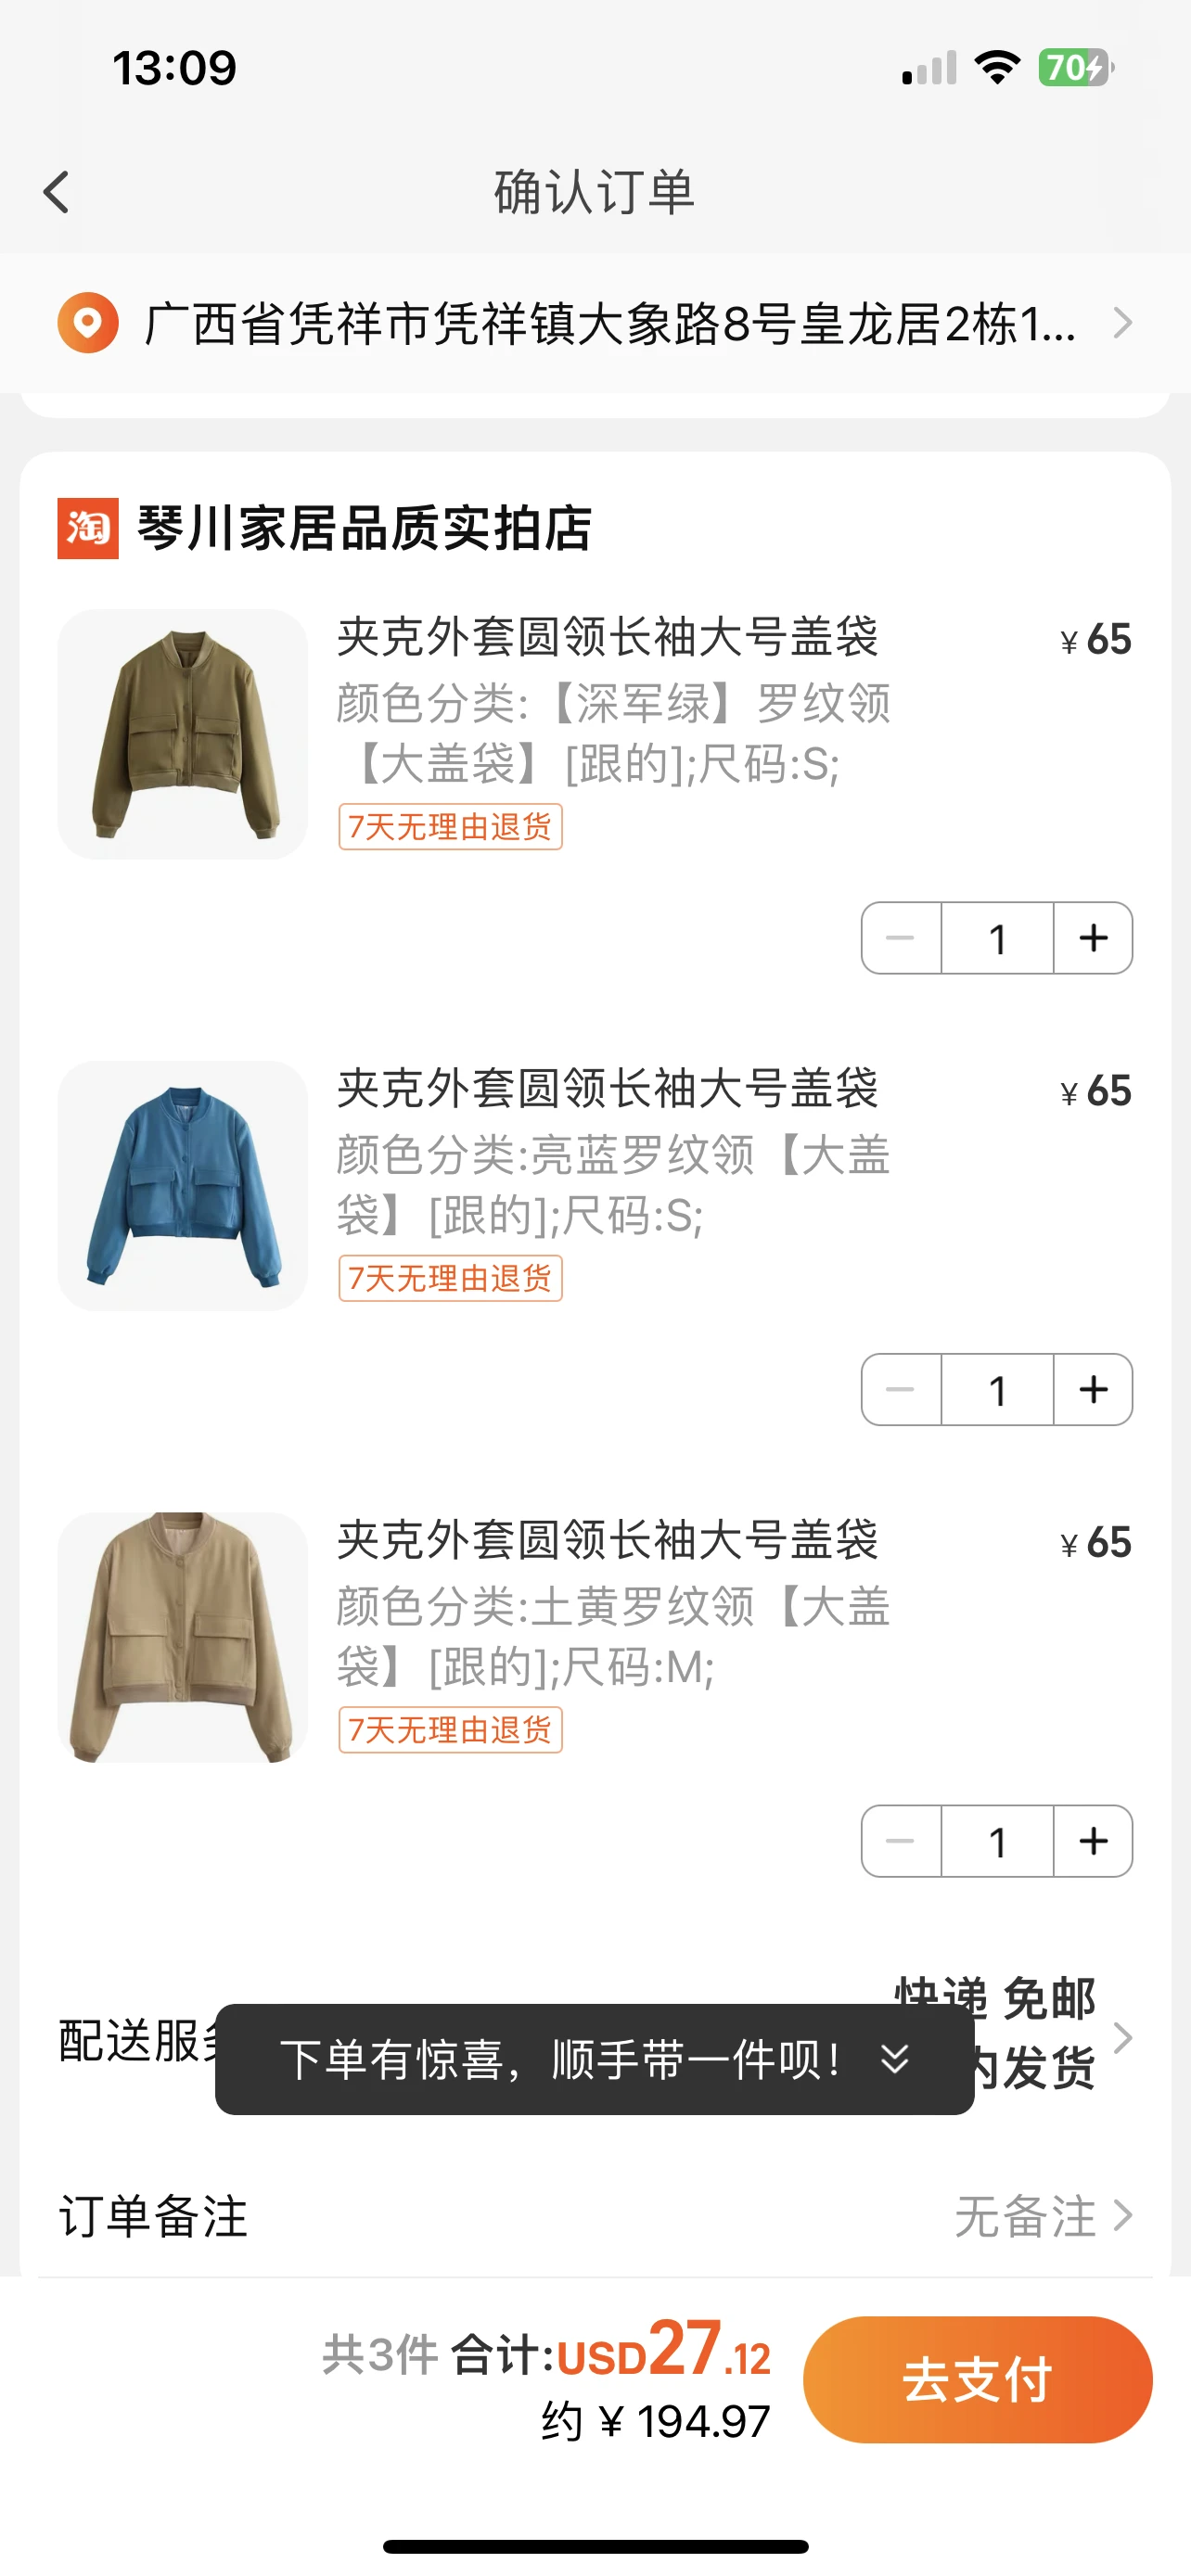 13:09
70
确认订单
广西省凭祥市凭祥镇大象路8号皇龙居2栋1...
淘 琴川家居品质实拍店
夹克外套圆领长袖大号盖袋 ¥65
颜色分类:【深军绿】罗纹领
【大盖袋】[跟的];尺码:S;
7天无理由退货
1
夹克外套圆领长袖大号盖袋 ¥65
颜色分类:亮蓝罗纹领【大盖
袋】[跟的];尺码:S;
7天无理由退货
1
夹克外套圆领长袖大号盖袋 ¥65
颜色分类:土黄罗纹领【大盖
袋】[跟的];尺码:M;
7天无理由退货
1
快递 免邮
配送服
内发货
下单有惊喜，顺手带一件呗！
订单备注 无备注
共3件 合计:USD27.12
约 ¥ 194.97
去支付